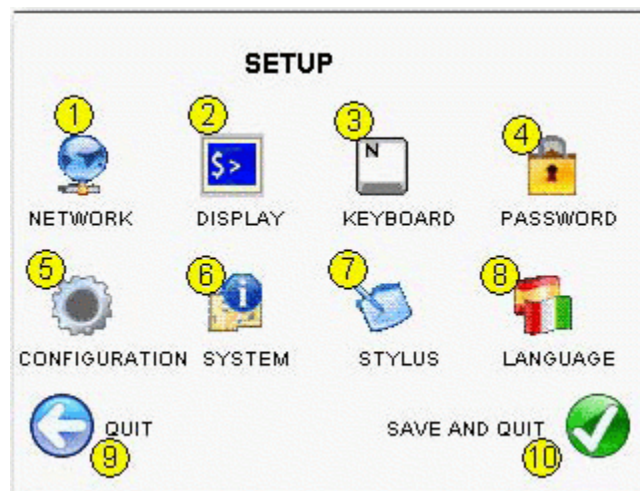 SETUP
1 2 3 4
$>
N
NETWORK DISPLAY KEYBOARD PASSWORD
5 6 7 8
i
CONFIGURATION SYSTEM STYLUS LANGUAGE
QUIT SAVE AND QUIT
9 10